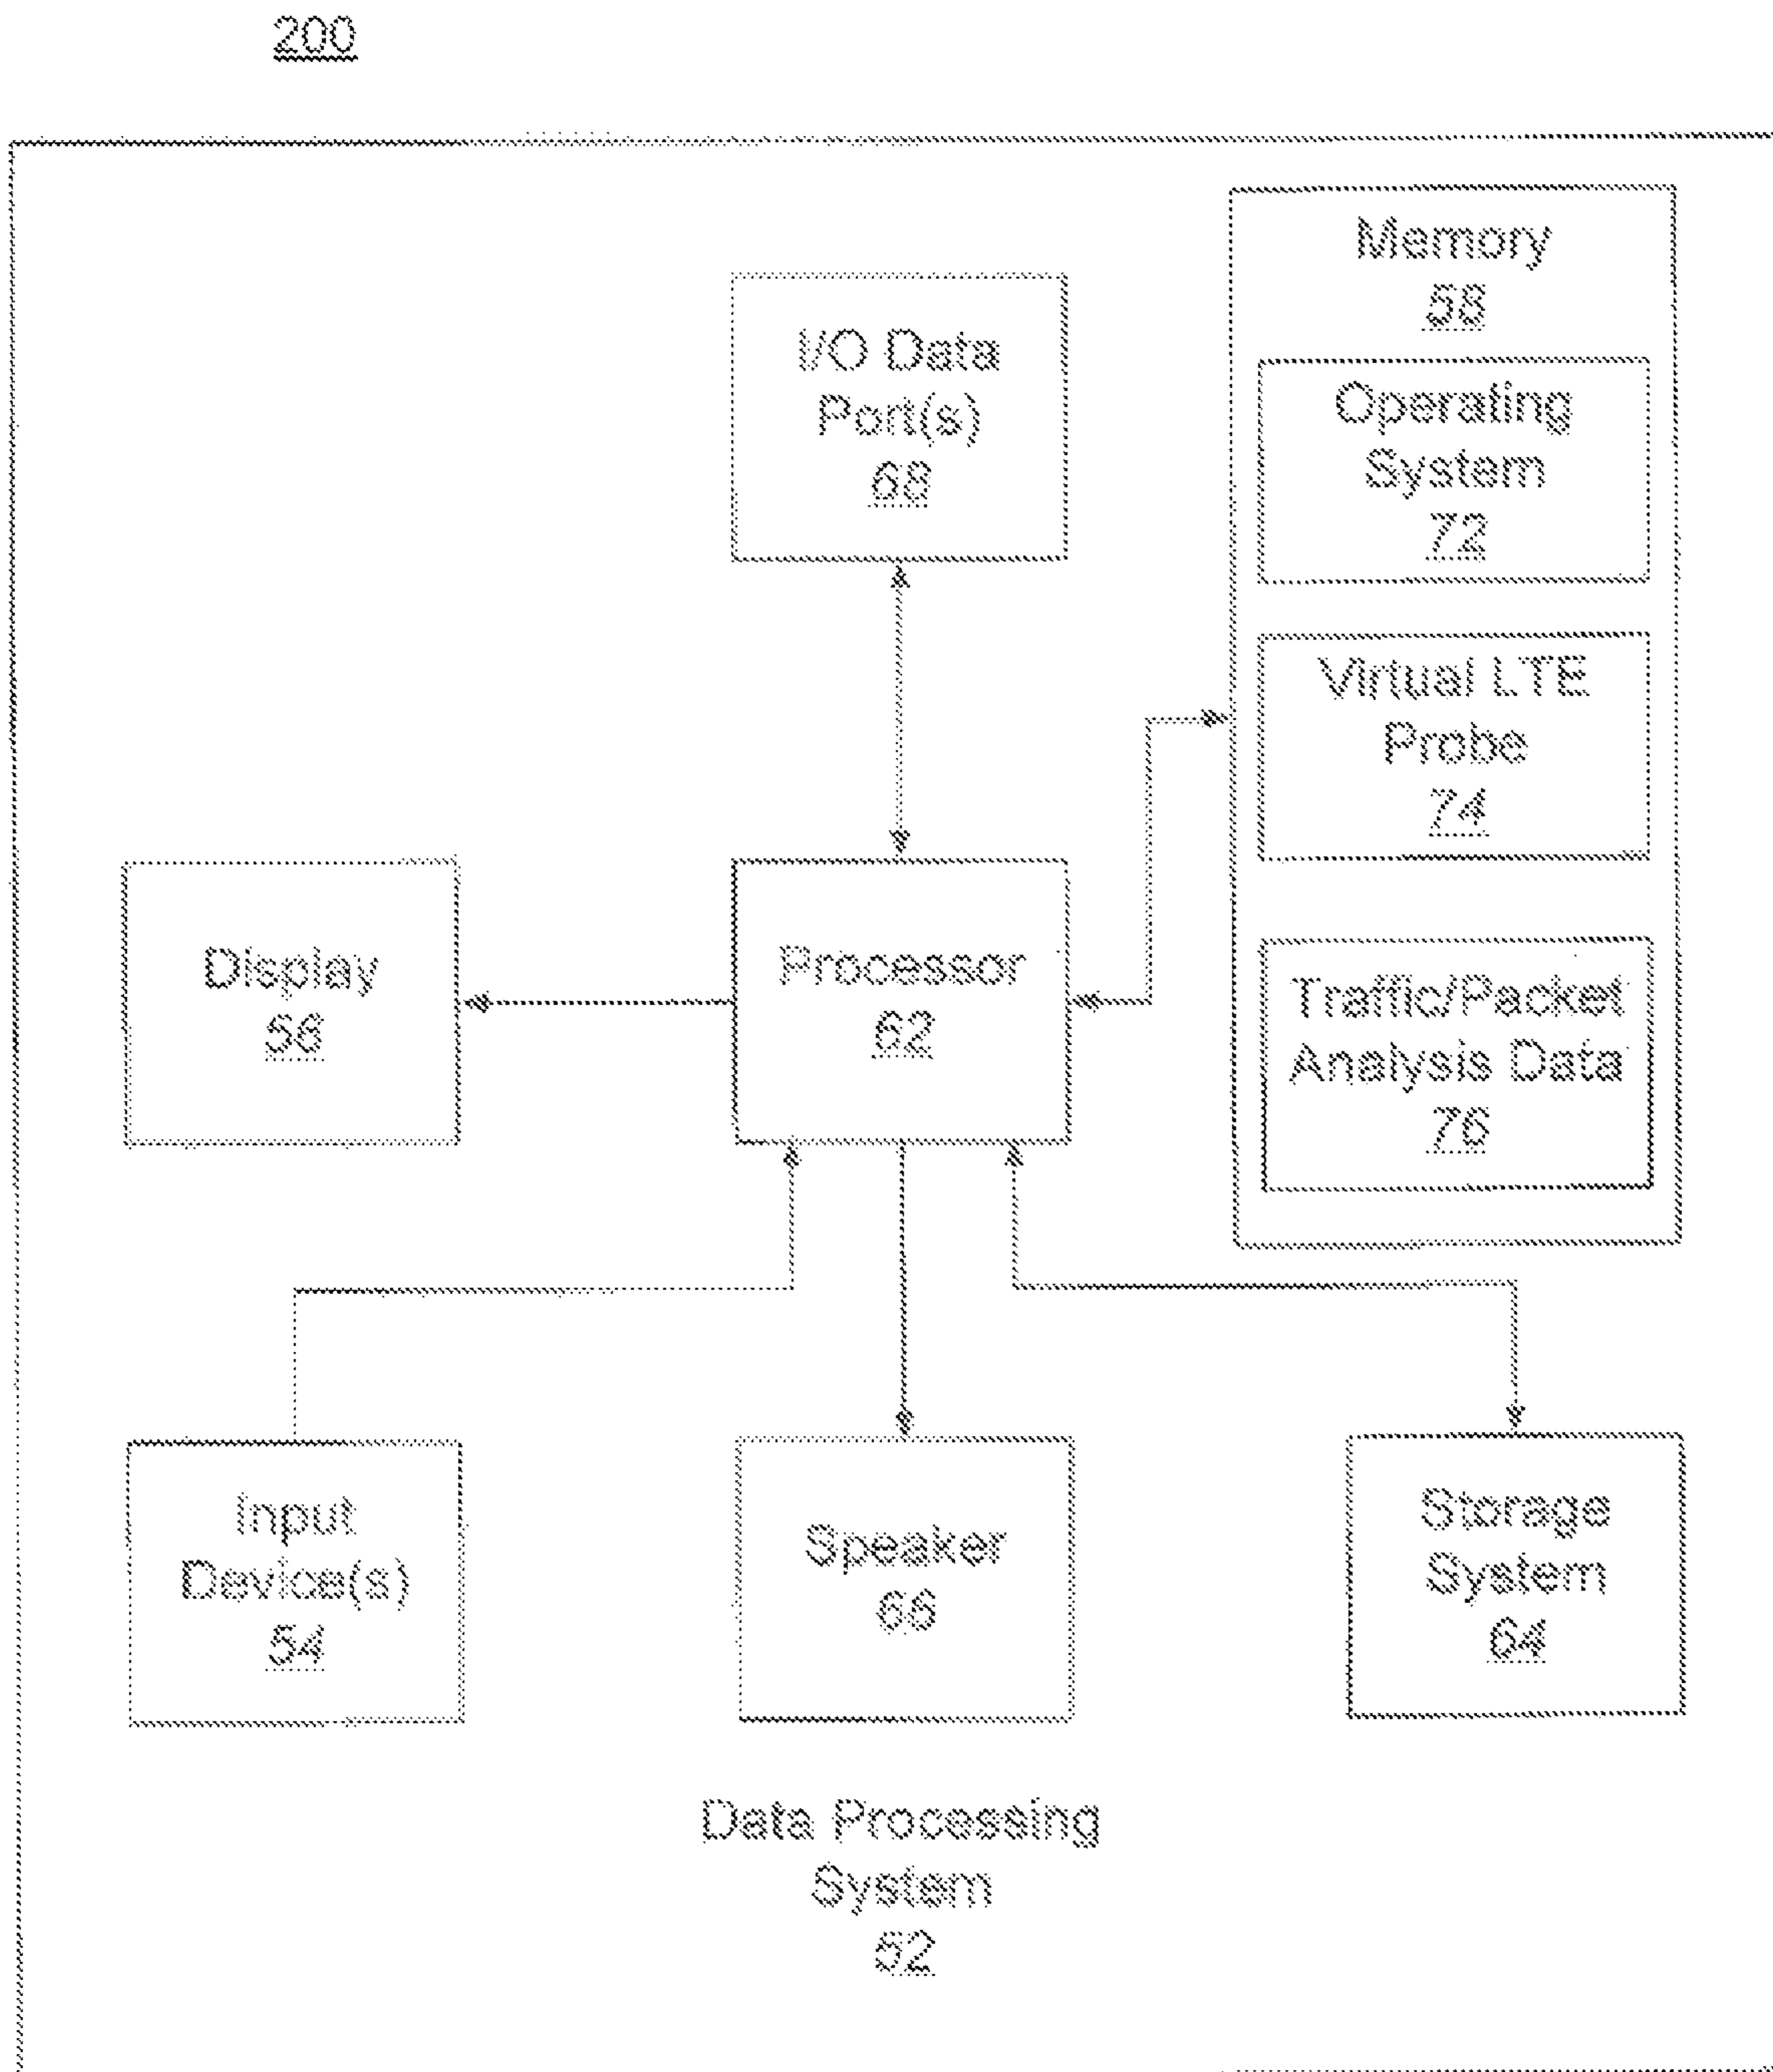 200
Memory
58
I/O Data
Port(s)
68
Operating
System
72
Virtual LTE
Probe
74
Display
56
Processor
62
Traffic/Packet
Analysis Data
76
Input
Device(s)
54
Speaker
66
Storage
System
64
Data Processing
System
52